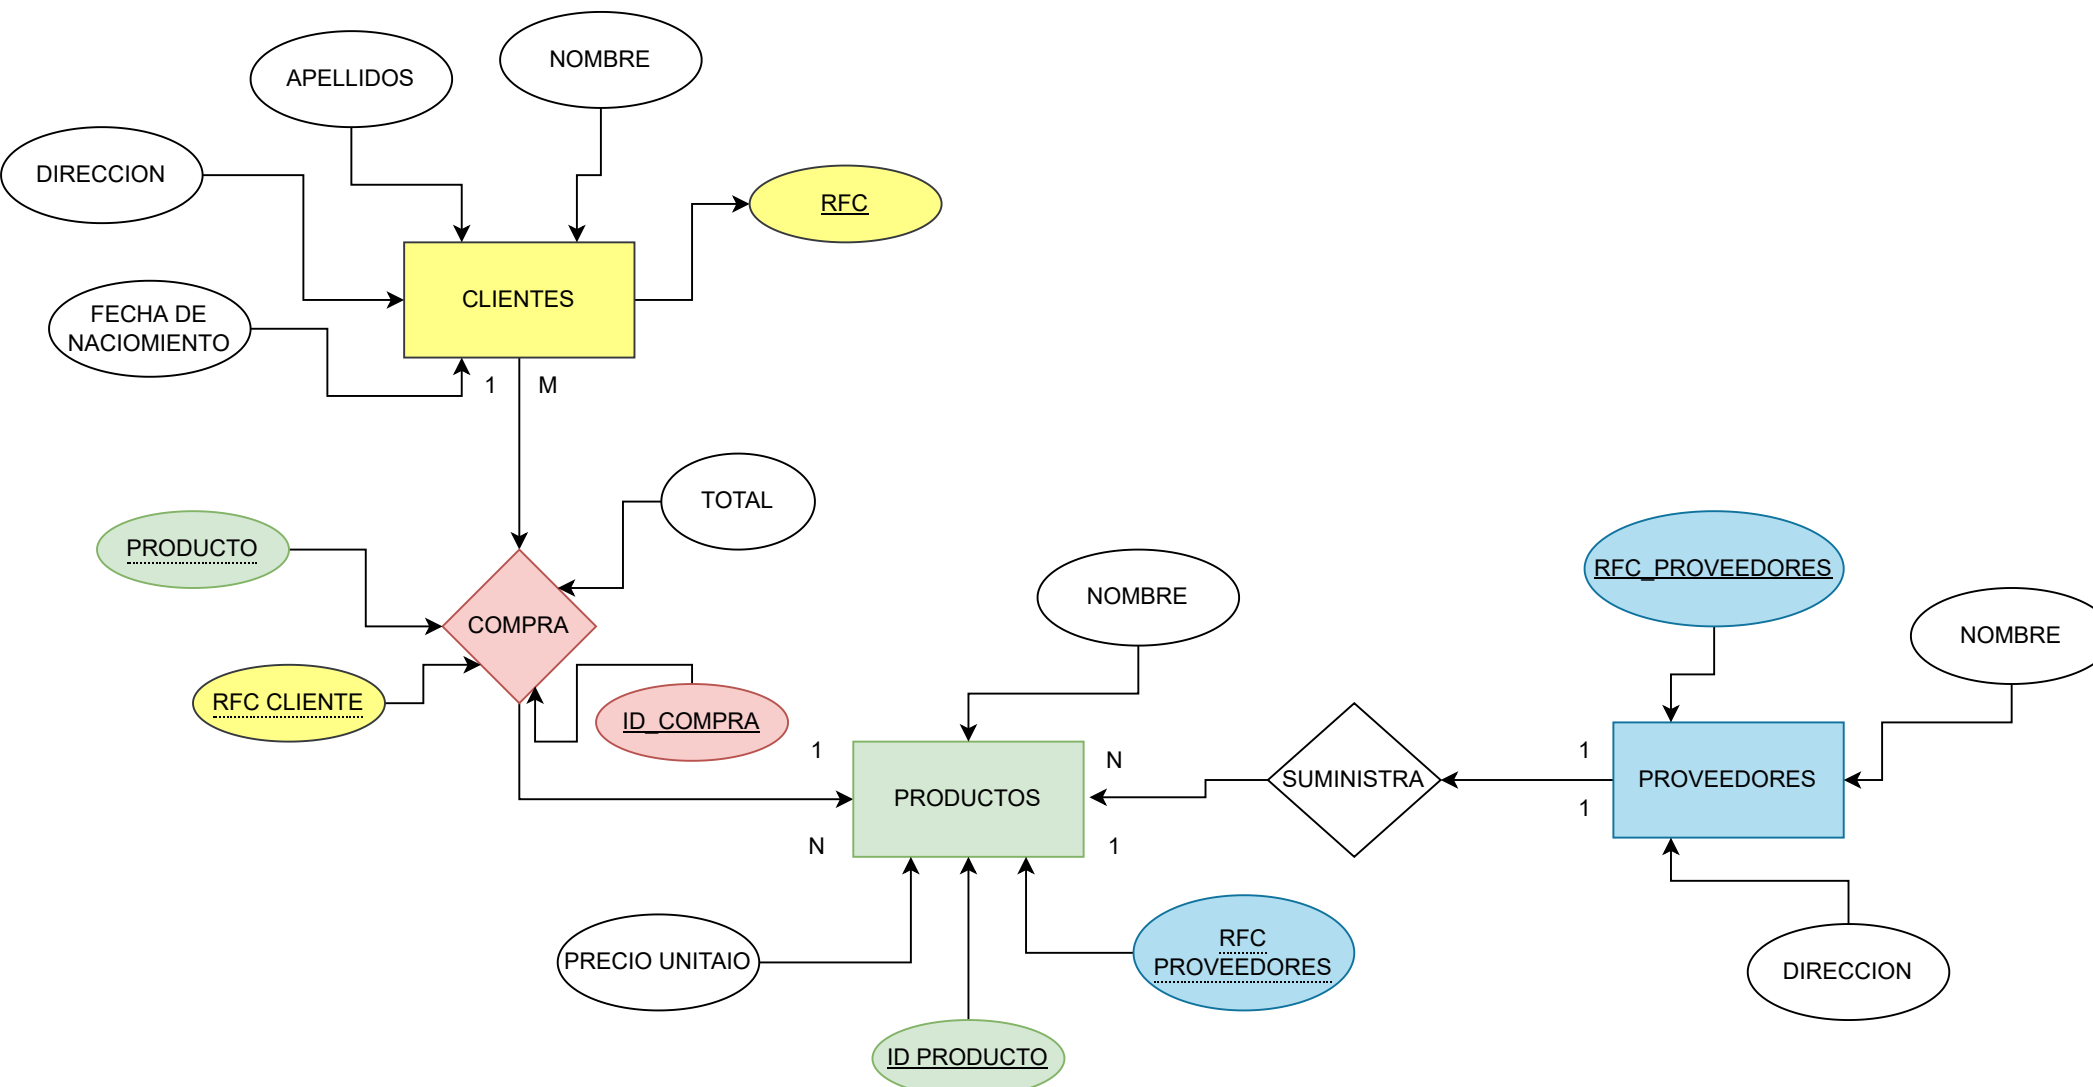 NOMBRE
APELLIDOS
DIRECCION
RFC
CLIENTES
FECHA DE
NACIOMIENTO
1
M
TOTAL
PRODUCTO
COMPRA
RFC CLIENTE
ID_COMPRA
NOMBRE
RFC_PROVEEDORES
NOMBRE
1
N
1
PRODUCTOS
SUMINISTRA
PROVEEDORES
N
1
1
PRECIO UNITAIO
RFC
PROVEEDORES
DIRECCION
ID PRODUCTO